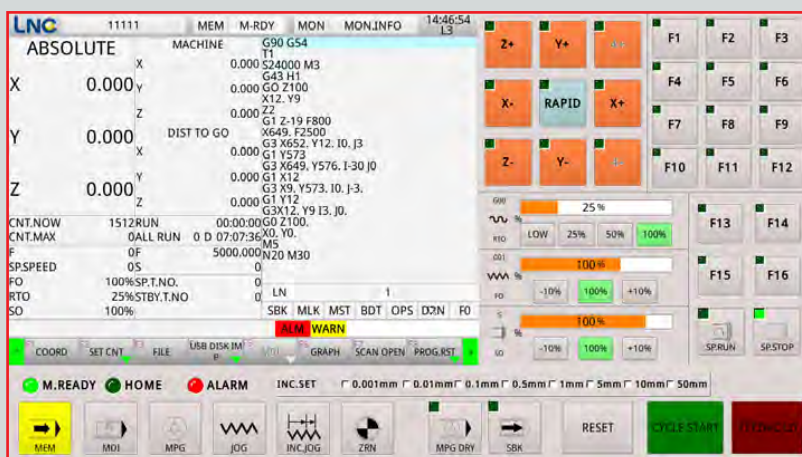 LNC 11111 MEM M-RDY MON MON.INFO 14:46:54
L3
ABSOLUTE
X 0.000
Y 0.000
Z 0.000
MACHINE
X 0.000
Y 0.000
Z 0.000
DIST TO GO
X 0.000
Y 0.000
Z 0.000
G90 G54
T1
S24000 M3
G43 H1
GO Z100
X12. Y9
Z2
G1 Z-19 F800
X649. F2500
G3 X652. Y12. I0. J3
G1 Y573
G3 X649. Y576. I-30 J0
G1 X12
G3 X9. Y573. I0. J-3.
G1 Y12
G3X12. Y9 I3. J0.
G0 Z100.
X0. Y0.
M5
N20 M30
CNT.NOW 1512 RUN 00:00:00
CNT.MAX 0 ALL RUN 0 D 07:07:36
F 0 F 5000.000
SP.SPEED 0 S 0
FO 100% SP.T.NO. 0
RTO 25% STBY.T.NO 0
SO 100%
LN 1
SBK MLK MST BDT OPS F0
ALM WARN
COORD SET CNT FILE USB DISK IM P MDI GRAPH SCAN OPEN PROG.RST
Z+ Y+
X- RAPID X+
Z- Y-
F1 F2 F3
F4 F5 F6
F7 F8 F9
F10 F11 F12
F13 F14
F15 F16
G00 % RTO
25 %
LOW 25% 50% 100%
G01 % FO
100 %
-10% 100% +10%
S %
100 %
-10% 100% +10%
SP.RUN SP.STOP
M.READY HOME ALARM INC.SET 0.001mm 0.01mm 0.1mm 0.5mm 1mm 5mm 10mm 50mm
MEM MDI MPG JOG INC.JOG ZRN MPG DRY SBK RESET CYCLE START